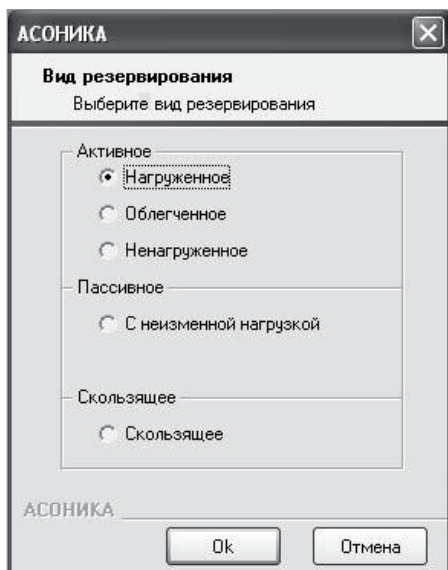 АСОНИКА
Вид резервирования
Выберите вид резервирования
Активное
Нагруженное
Облегченное
Ненагруженное
Пассивное
С неизменной нагрузкой
Скользящее
Скользящее
АСОНИКА
Ok
Отмена